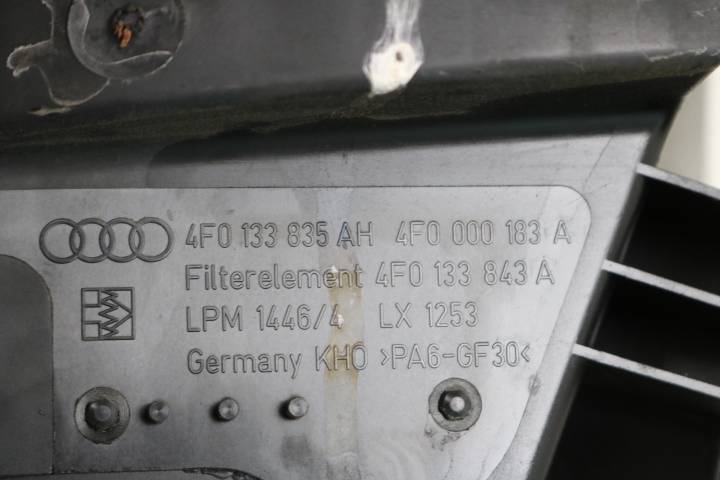 4F0 133 835 AH 4F0 000 183 A
Filterelement 4F0 133 843 A
LPM 1446/4 LX 1253
Germany KHO >PA6-GF30<